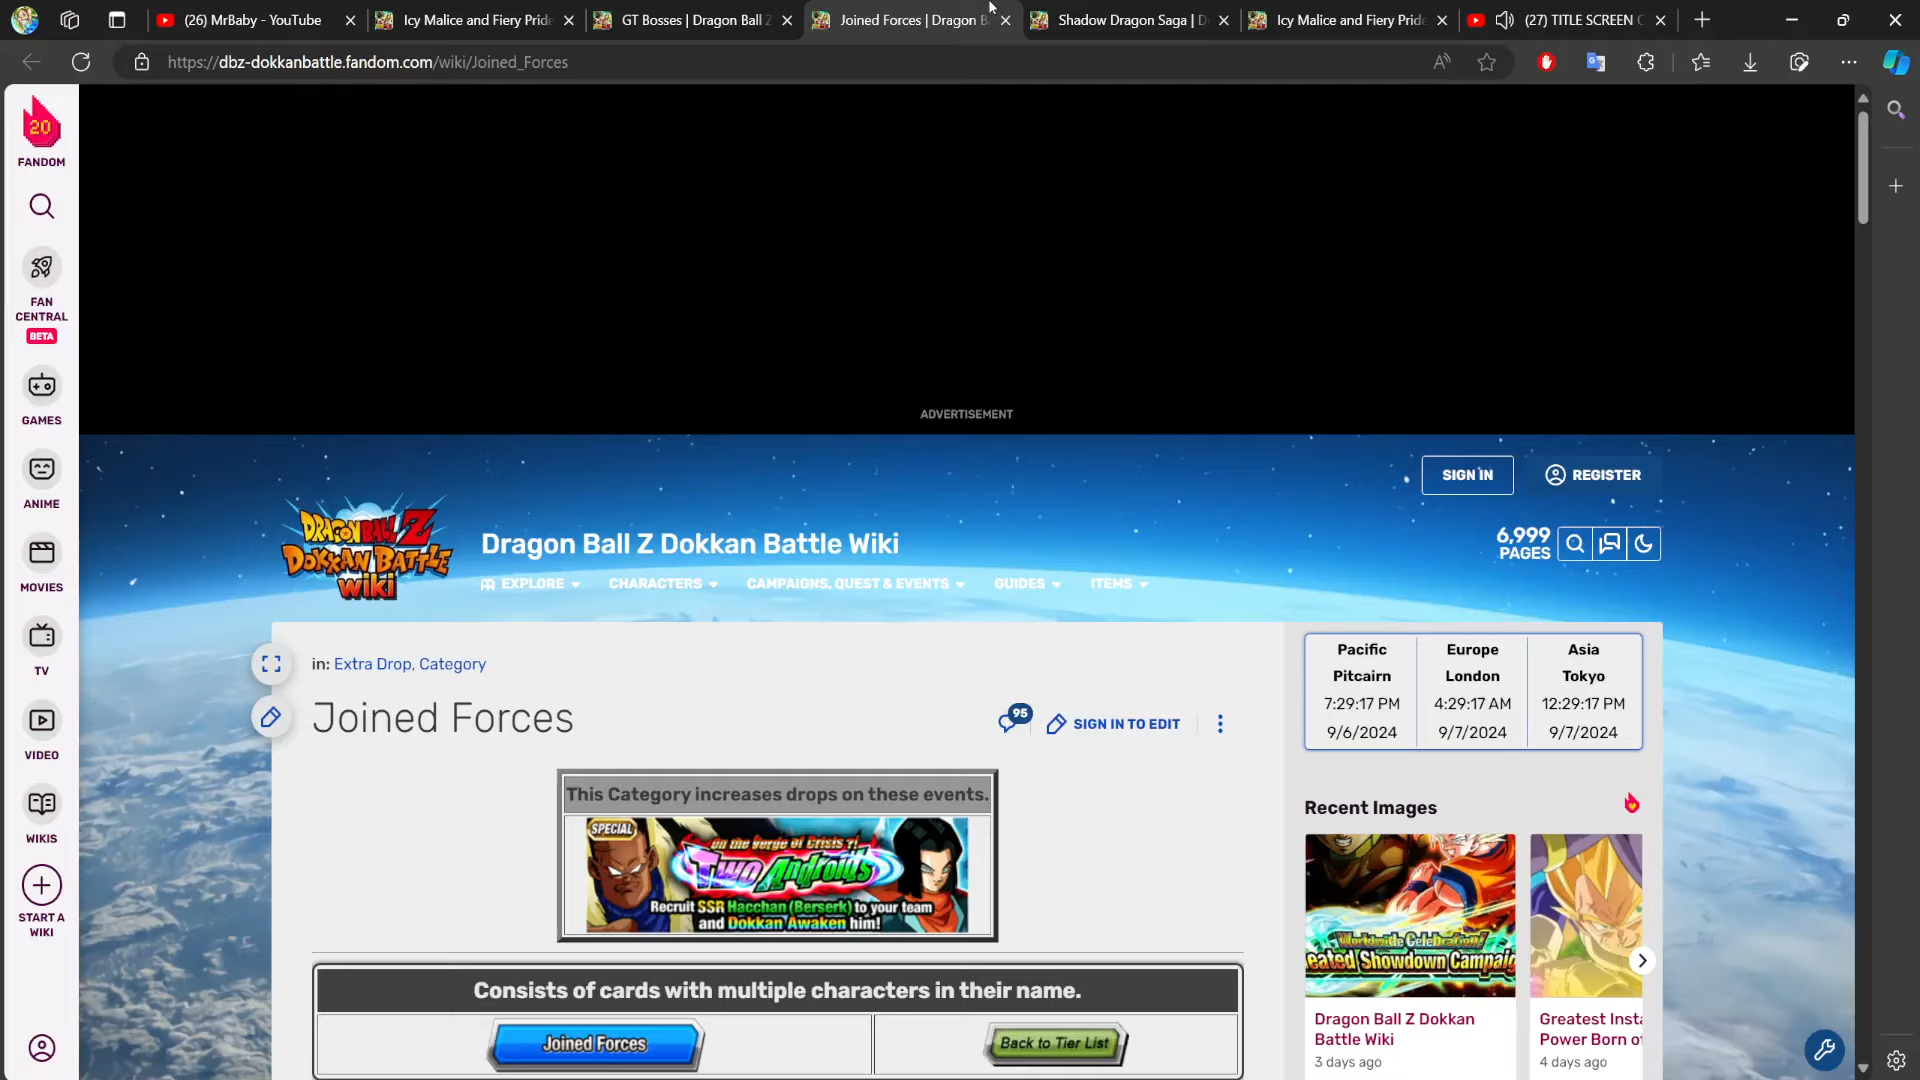 (26) MrBaby - YouTube
Icy Malice and Fiery Pride
GT Bosses | Dragon Ball Z
Joined Forces | Dragon B
Shadow Dragon Saga | D
Icy Malice and Fiery Pride
(27) TITLE SCREEN C
https://dbz-dokkanbattle.fandom.com/wiki/Joined_Forces
20
FANDOM
FAN CENTRAL
BETA
GAMES
ANIME
MOVIES
TV
VIDEO
WIKIS
START A WIKI
ADVERTISEMENT
SIGN IN
REGISTER
DRAGON BALL Z
DOKKAN BATTLE
wiki
Dragon Ball Z Dokkan Battle Wiki
6,999 PAGES
EXPLORE
CHARACTERS
CAMPAIGNS, QUEST & EVENTS
GUIDES
ITEMS
in: Extra Drop, Category
Joined Forces
95
SIGN IN TO EDIT
This Category increases drops on these events.
SPECIAL
On the Verge of Crisis ?!
Two Androids
Recruit SSR Hacchan (Berserk) to your team
and Dokkan Awaken him!
Consists of cards with multiple characters in their name.
Joined Forces
Back to Tier List
Pacific Europe Asia
Pitcairn London Tokyo
7:29:17 PM 4:29:17 AM 12:29:17 PM
9/6/2024 9/7/2024 9/7/2024
Recent Images
Worldwide Celebration!
eated Showdown Campaig
Dragon Ball Z Dokkan
Battle Wiki
3 days ago
Greatest Insta
Power Born o
4 days ago